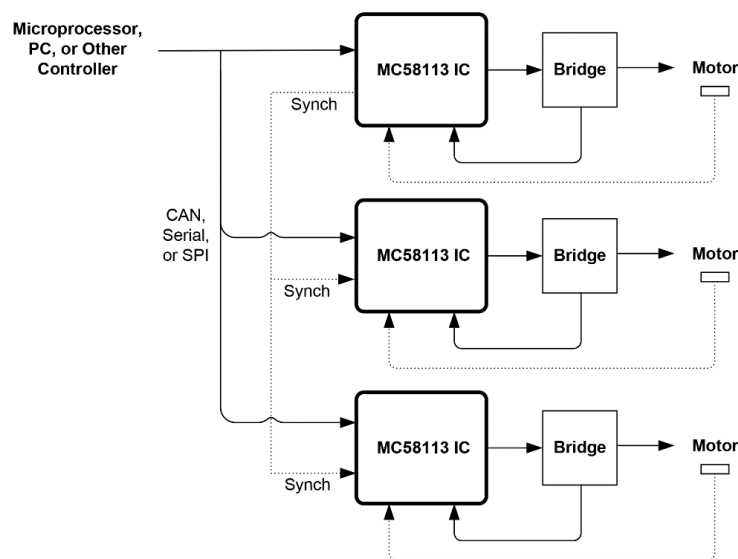 Microprocessor,
PC, or Other
Controller
MC58113 IC
Bridge
Motor
Synch
CAN,
Serial,
or SPI
MC58113 IC
Bridge
Motor
Synch
MC58113 IC
Bridge
Motor
Synch